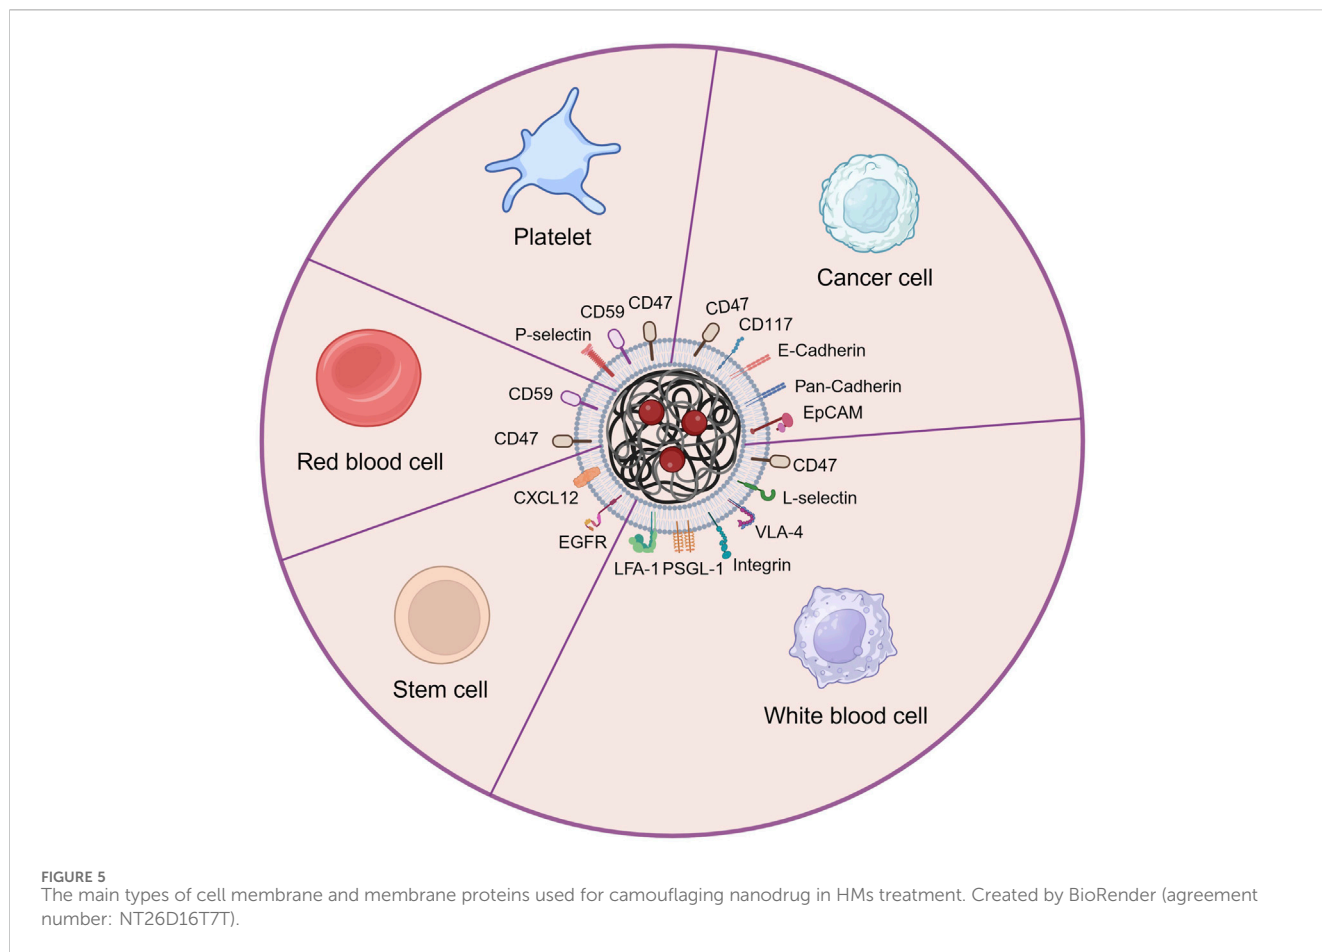 Platelet
Cancer cell
CD59
CD47
CD47
P-selectin
CD117
E-Cadherin
Pan-Cadherin
CD59
EpCAM
CD47
Red blood cell
CD47
CXCL12
L-selectin
EGFR
VLA-4
LFA-1
PSGL-1
Integrin
Stem cell
White blood cell
FIGURE 5
The main types of cell membrane and membrane proteins used for camouflaging nanodrug in HMs treatment. Created by BioRender (agreement
number: NT26D16T7T).